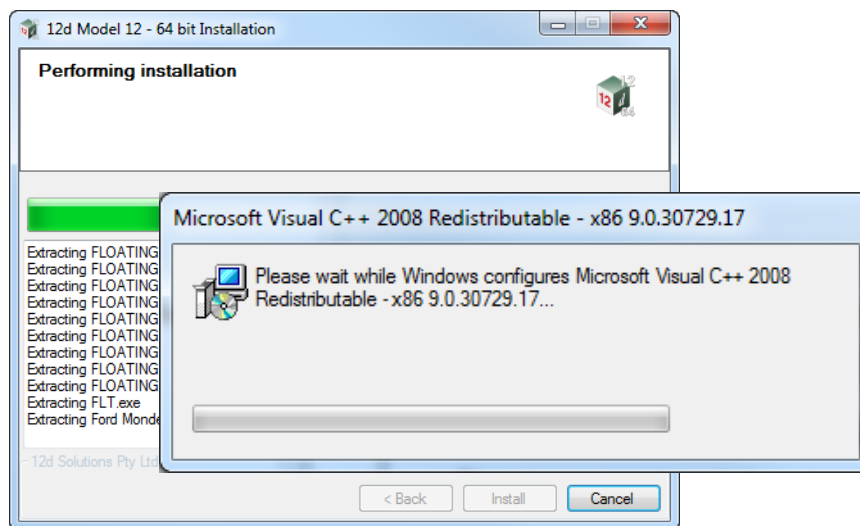 12d Model 12 - 64 bit Installation
Performing installation
12
12
d
64
Microsoft Visual C++ 2008 Redistributable - x86 9.0.30729.17
Please wait while Windows configures Microsoft Visual C++ 2008
Redistributable - x86 9.0.30729.17...
Extracting FLOATING
Extracting FLOATING
Extracting FLOATING
Extracting FLOATING
Extracting FLOATING
Extracting FLOATING
Extracting FLOATING
Extracting FLOATING
Extracting FLOATING
Extracting FLT.exe
Extracting Ford Monde
12d Solutions Pty Ltd
< Back
Install
Cancel